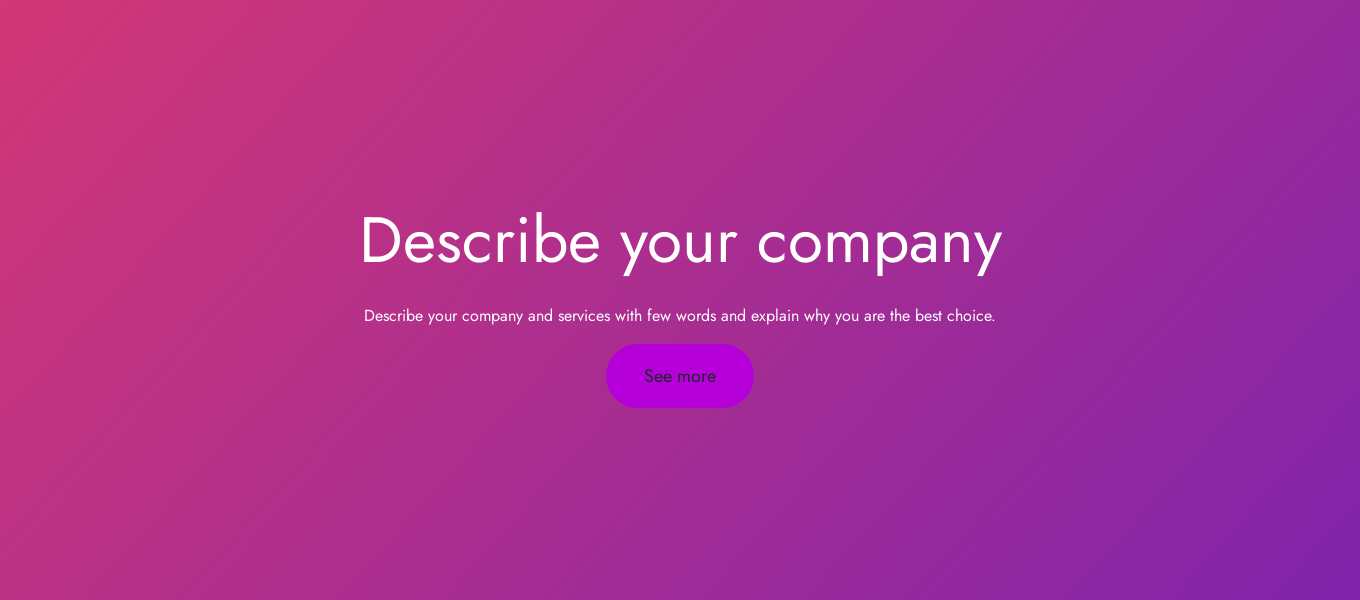 Describe your company
Describe your company and services with few words and explain why you are the best choice.
See more